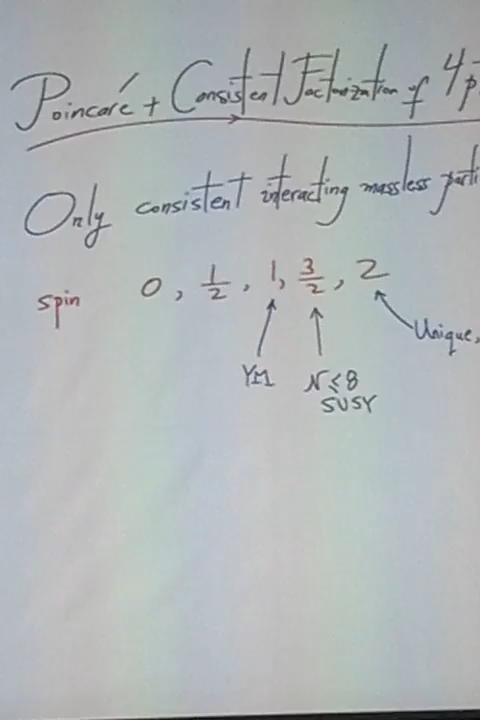 Poincaré + Consistent Factorization of 4p
Only consistent interacting massless parti
spin 0, 1/2, 1, 3/2, 2
Unique,
YM N≤8
SUSY